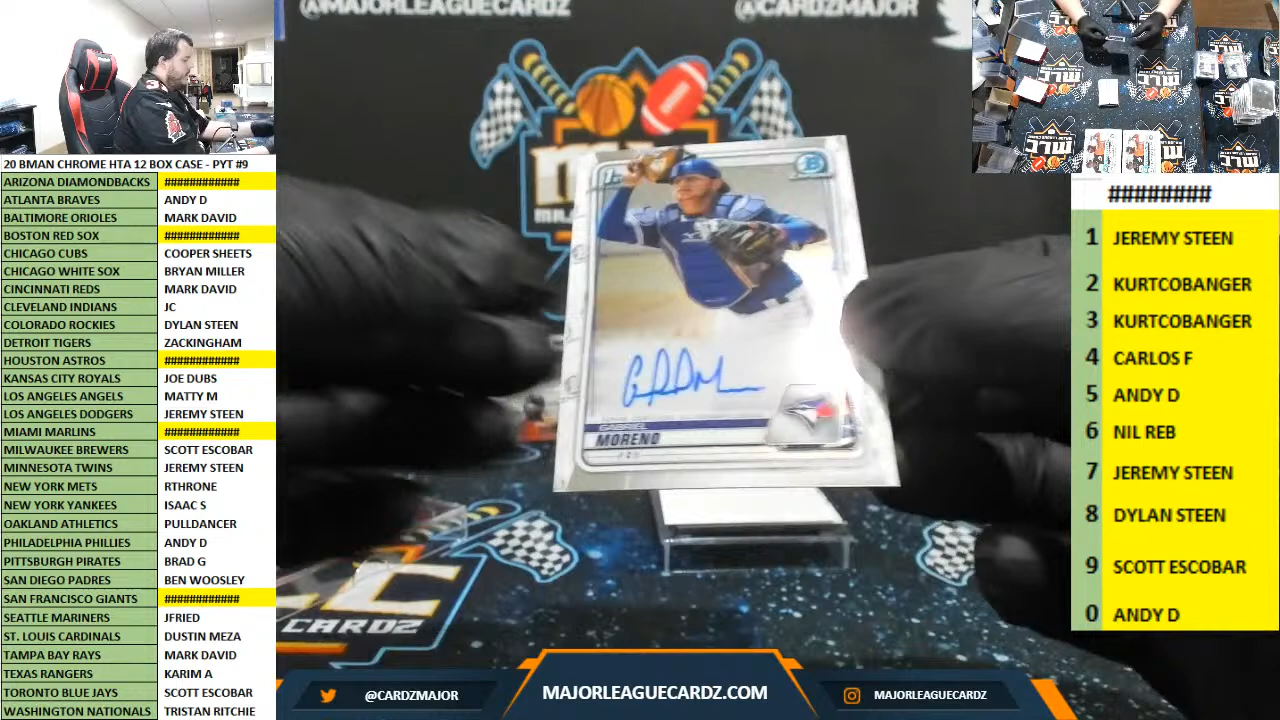 @MAJORLEAGUECARDZ
@CARDZMAJOR
20 BMAN CHROME HTA 12 BOX CASE - PYT #9
ARIZONA DIAMONDBACKS ############
ATLANTA BRAVES ANDY D
BALTIMORE ORIOLES MARK DAVID
BOSTON RED SOX ############
CHICAGO CUBS COOPER SHEETS
CHICAGO WHITE SOX BRYAN MILLER
CINCINNATI REDS MARK DAVID
CLEVELAND INDIANS JC
COLORADO ROCKIES DYLAN STEEN
DETROIT TIGERS ZACKINGHAM
HOUSTON ASTROS ############
KANSAS CITY ROYALS JOE DUBS
LOS ANGELES ANGELS MATTY M
LOS ANGELES DODGERS JEREMY STEEN
MIAMI MARLINS ############
MILWAUKEE BREWERS SCOTT ESCOBAR
MINNESOTA TWINS JEREMY STEEN
NEW YORK METS RTHRONE
NEW YORK YANKEES ISAAC S
OAKLAND ATHLETICS PULLDANCER
PHILADELPHIA PHILLIES ANDY D
PITTSBURGH PIRATES BRAD G
SAN DIEGO PADRES BEN WOOSLEY
SAN FRANCISCO GIANTS ############
SEATTLE MARINERS JFRIED
ST. LOUIS CARDINALS DUSTIN MEZA
TAMPA BAY RAYS MARK DAVID
TEXAS RANGERS KARIM A
TORONTO BLUE JAYS SCOTT ESCOBAR
WASHINGTON NATIONALS TRISTAN RITCHIE
1st
B
GABRIEL
MORENO
CARDZ
########
1 JEREMY STEEN
2 KURTCOBANGER
3 KURTCOBANGER
4 CARLOS F
5 ANDY D
6 NIL REB
7 JEREMY STEEN
8 DYLAN STEEN
9 SCOTT ESCOBAR
0 ANDY D
@CARDZMAJOR
MAJORLEAGUECARDZ.COM
MAJORLEAGUECARDZ